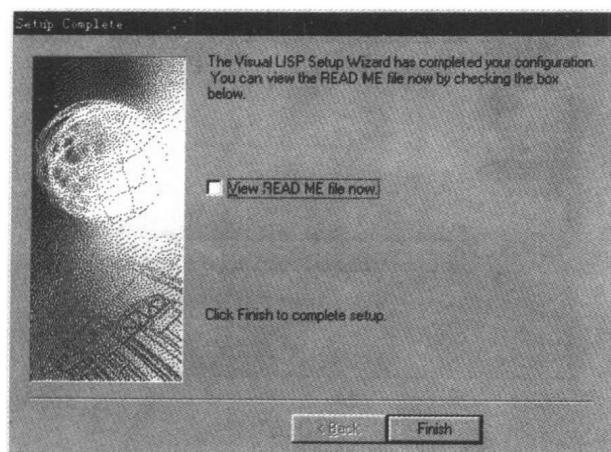 Setup Complete
The Visual LISP Setup Wizard has completed your configuration.
You can view the READ ME file now by checking the box
below.
View READ ME file now.
Click Finish to complete setup.
< Back
Finish